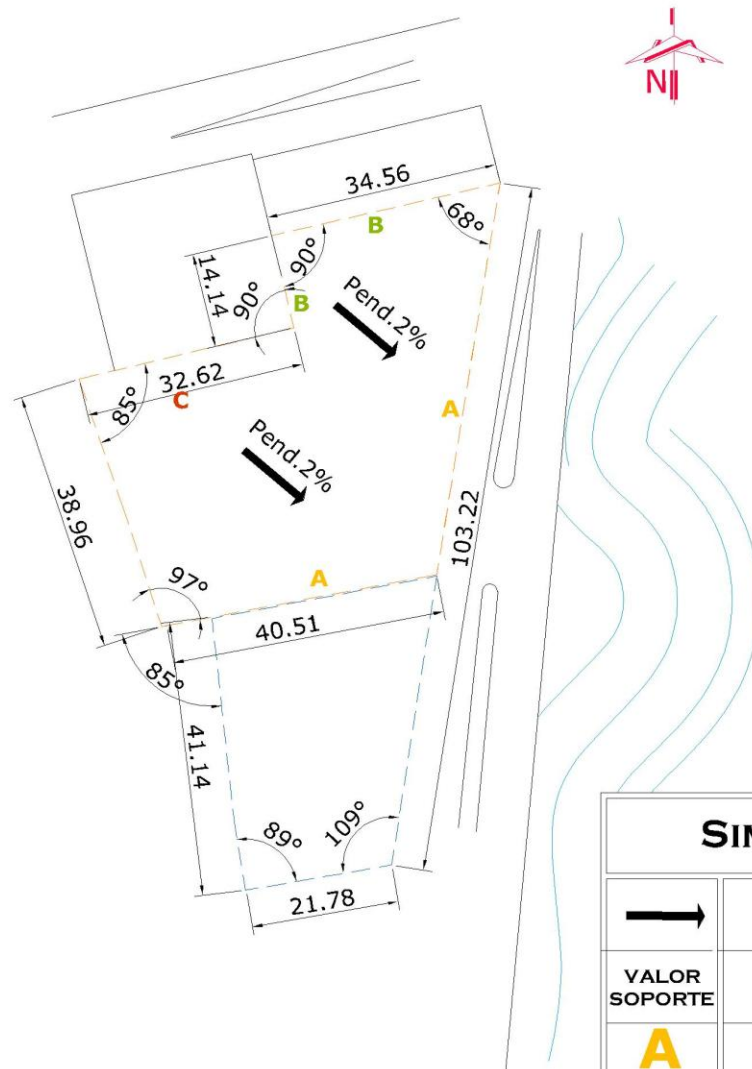 N
34.56
68°
B
14.14
90°
90°
B
Pend.2%
32.62
85°
C
A
Pend.2%
38.96
103.22
97°
A
40.51
85°
41.14
89°
109°
21.78
SIM
VALOR
SOPORTE
A